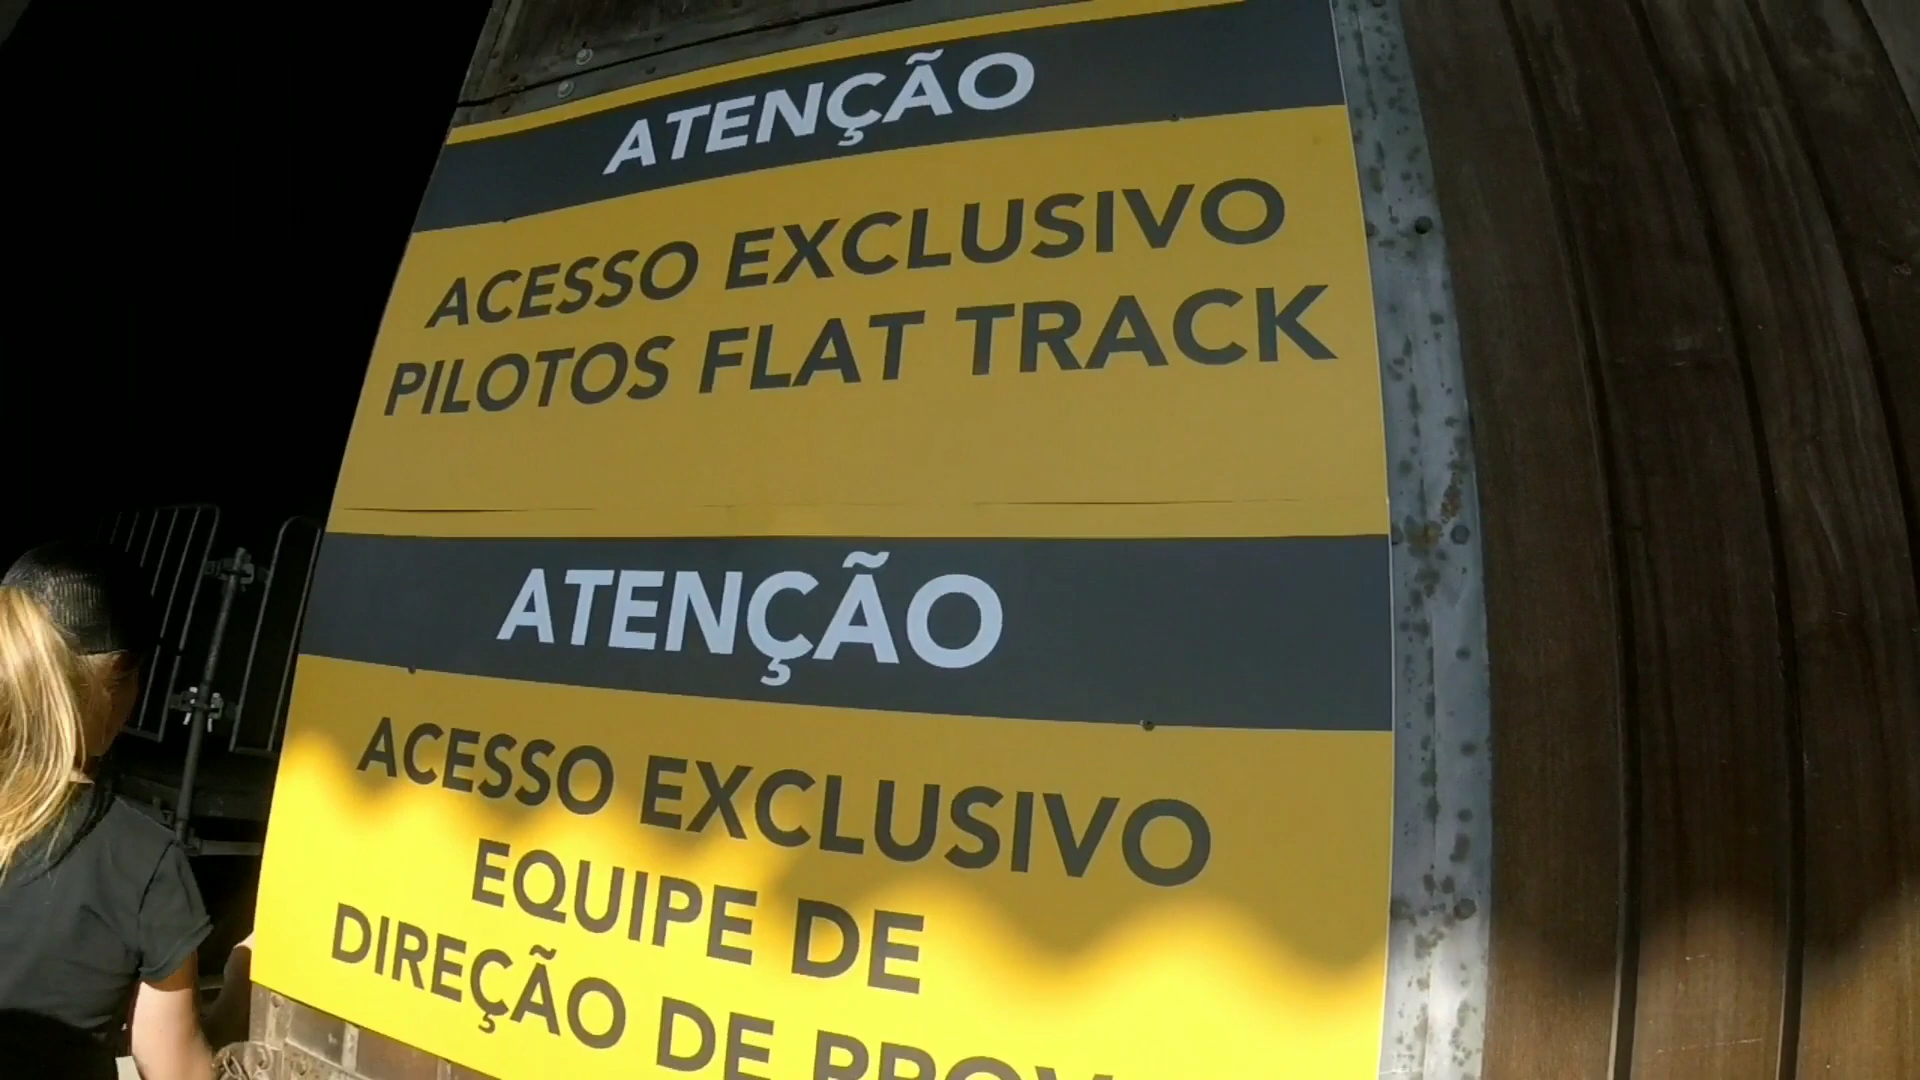 ATENÇÃO
ACESSO EXCLUSIVO
PILOTOS FLAT TRACK
ATENÇÃO
ACESSO EXCLUSIVO
EQUIPE DE
DIREÇÃO DE